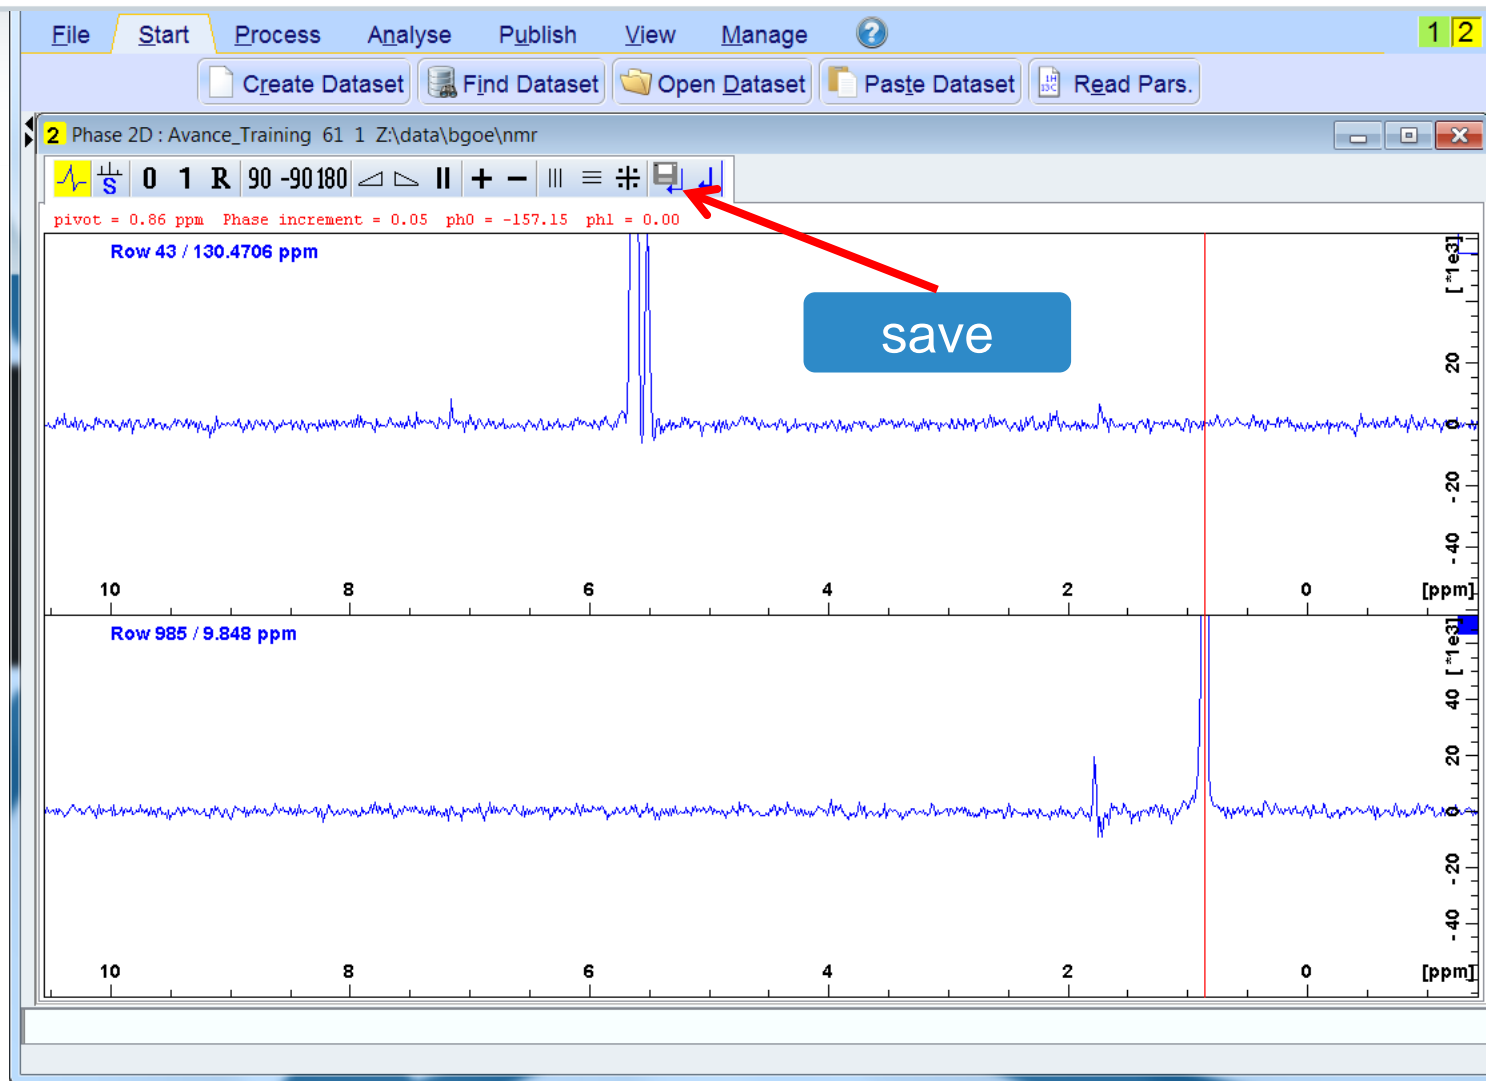 File Start Process Analyse Publish View Manage ? 1 2
Create Dataset Find Dataset Open Dataset Paste Dataset 1H 13C Read Pars.
2 Phase 2D : Avance_Training 61 1 Z:\data\bgoe\nmr
S 0 1 R 90 -90 180
pivot = 0.86 ppm Phase increment = 0.05 ph0 = -157.15 ph1 = 0.00
Row 43 / 130.4706 ppm
[ *1e3]
save
20
0
-20
-40
10 8 6 4 2 0 [ppm]
Row 985 / 9.848 ppm
[ *1e3]
40
20
0
-20
-40
10 8 6 4 2 0 [ppm]